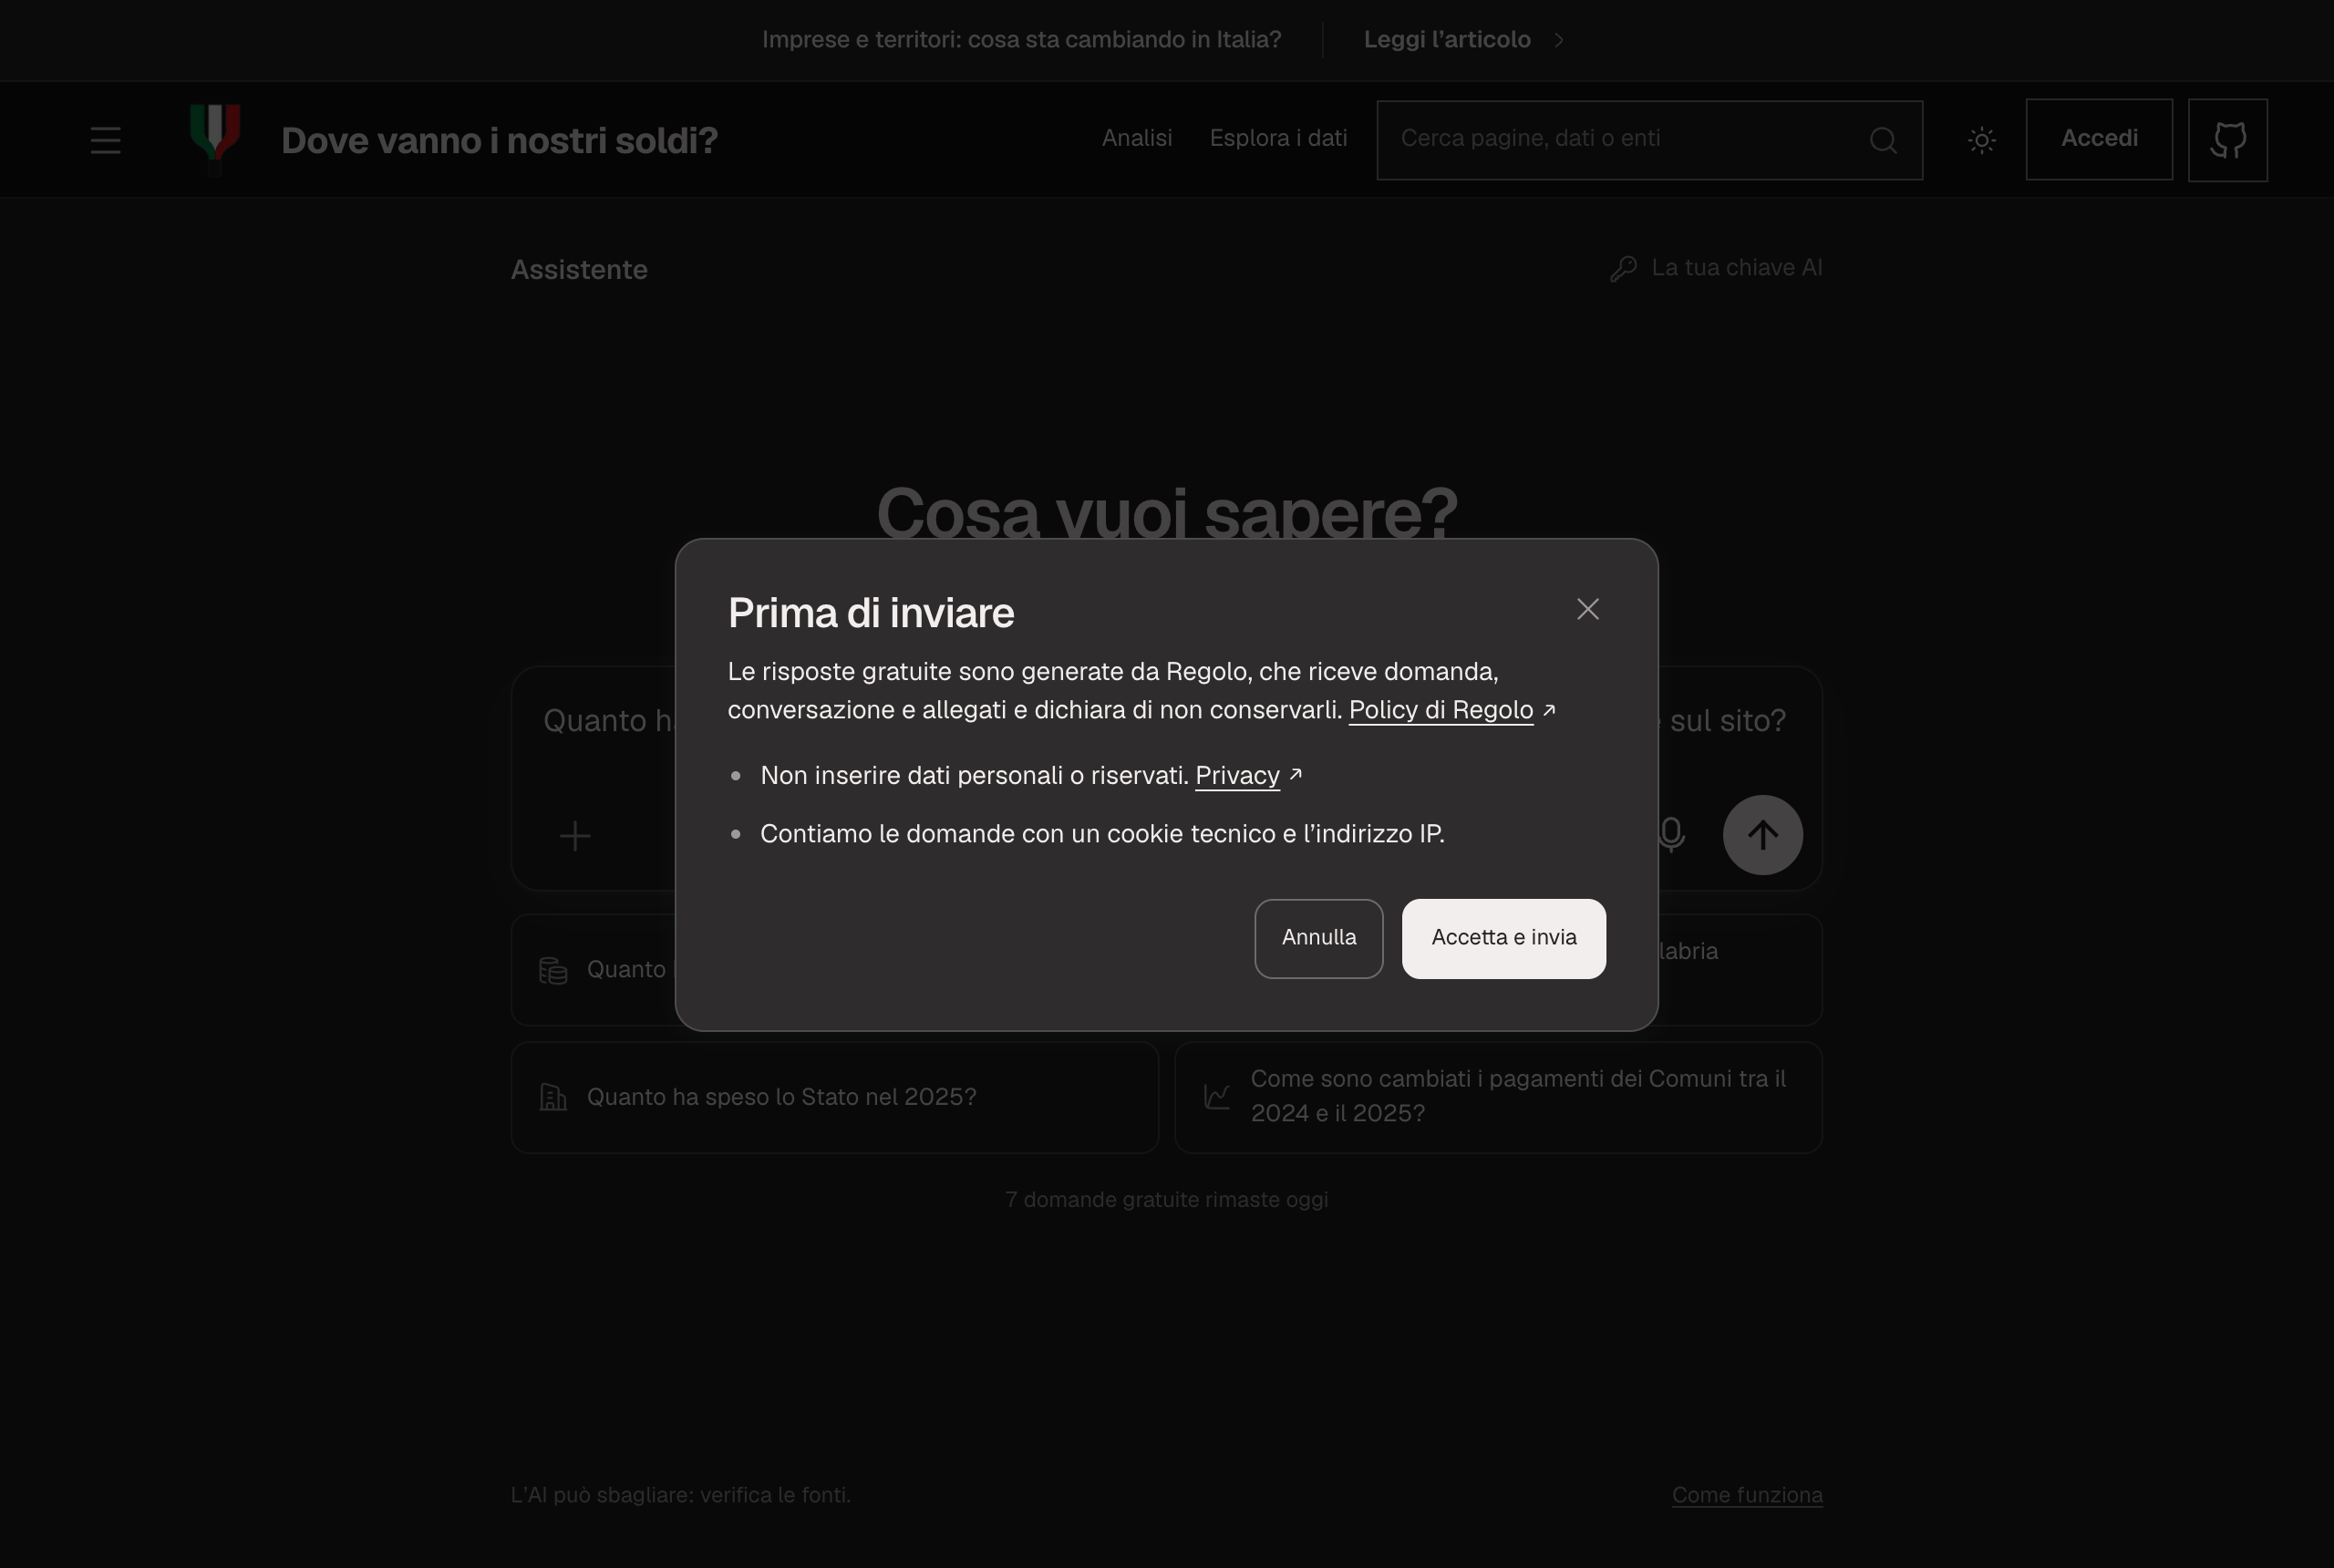 Imprese e territori: cosa sta cambiando in Italia?
Leggi l’articolo
Dove vanno i nostri soldi?
Analisi
Esplora i dati
Cerca pagine, dati o enti
Accedi
Assistente
La tua chiave AI
Cosa vuoi sapere?
Prima di inviare
Le risposte gratuite sono generate da Regolo, che riceve domanda,
conversazione e allegati e dichiara di non conservarli. Policy di Regolo
Non inserire dati personali o riservati. Privacy
Contiamo le domande con un cookie tecnico e l’indirizzo IP.
Annulla
Accetta e invia
Quanto
sul sito?
Quanto
Quanto ha speso lo Stato nel 2025?
Come sono cambiati i pagamenti dei Comuni tra il
2024 e il 2025?
7 domande gratuite rimaste oggi
L’AI può sbagliare: verifica le fonti.
Come funziona